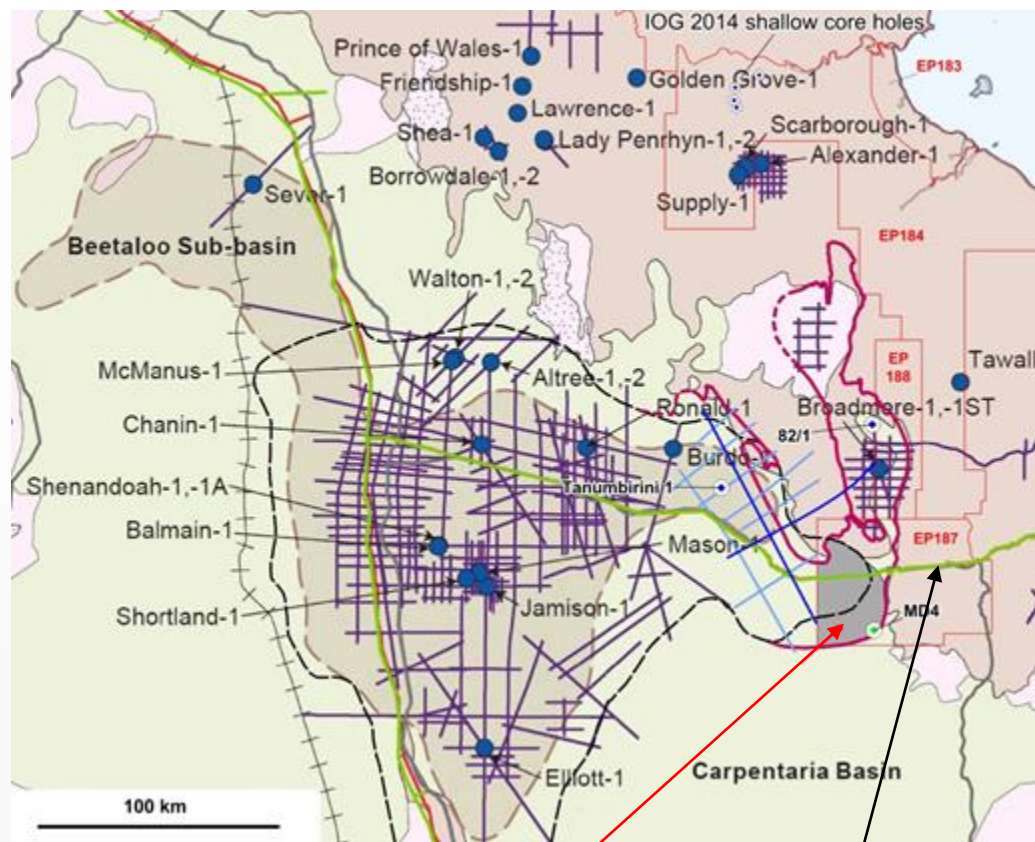 IOG 2014 shallow core holes
Prince of Wales-1
EP183
Friendship-1
Golden Grove-1
Lawrence-1
Scarborough-1
Shea-1
Lady Penrhyn-1,-2
Alexander-1
Borrowdale-1,-2
Sever-1
Supply-1
Beetaloo Sub-basin
EP184
Walton-1,-2
McManus-1
Altree-1,-2
EP
188
Tawall
Ronald-1
Broadmere-1,-1ST
Chanin-1
82/1
Shenandoah-1,-1A
Tanumbirini 1
Balmain-1
Mason-1
EP187
Shortland-1
Jamison-1
MD4
Elliott-1
Carpentaria Basin
100 km